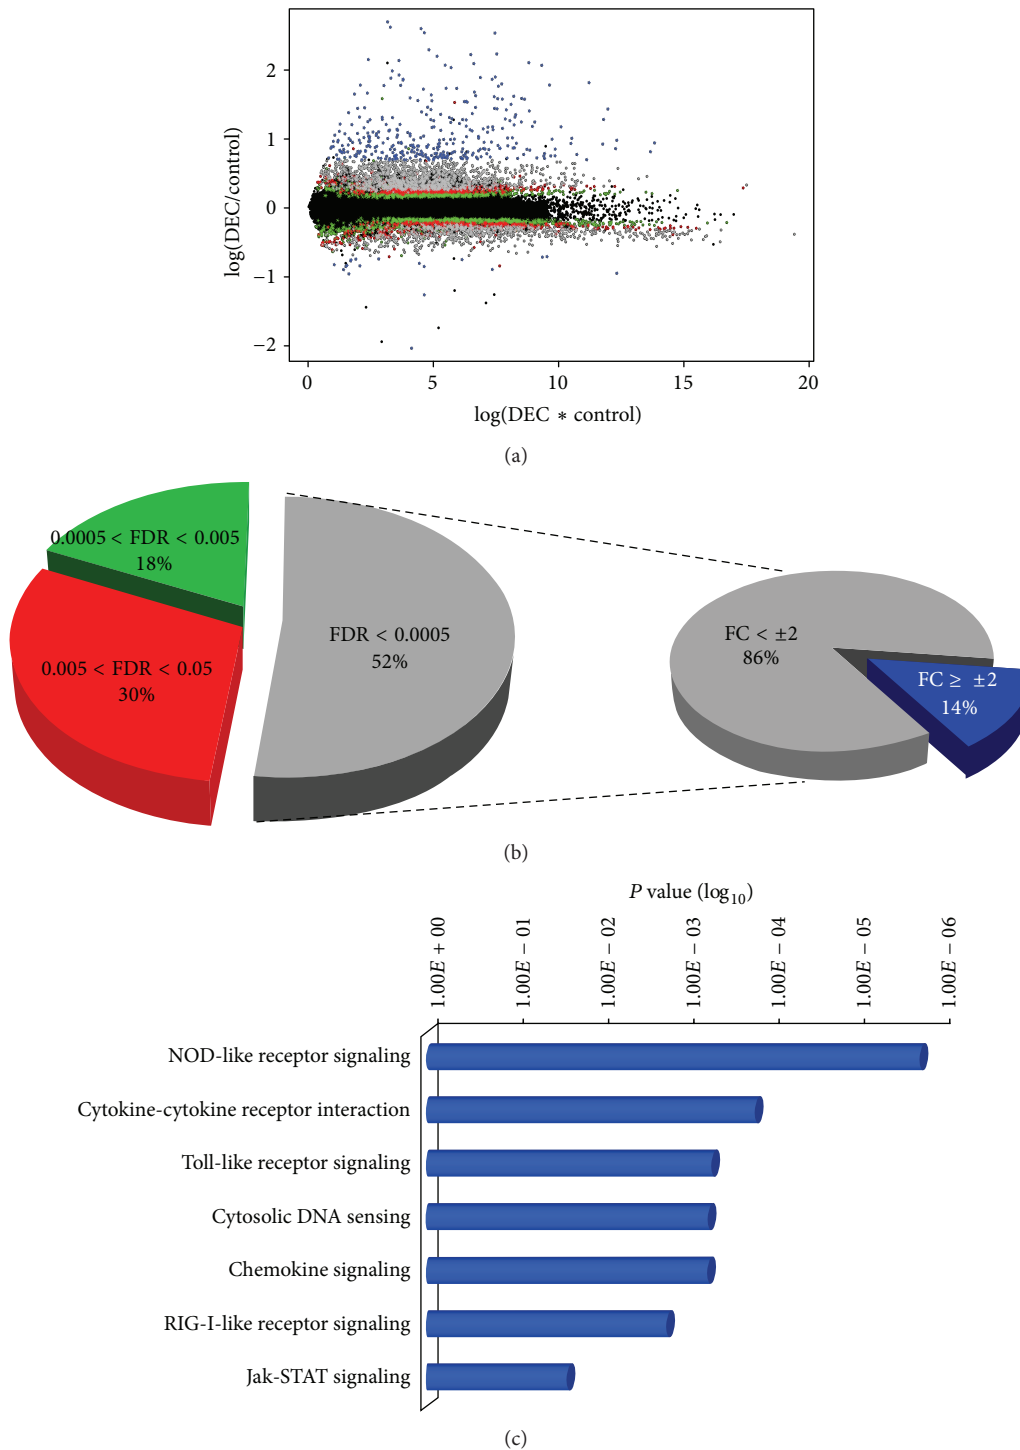 2
1
0
−1
−2
log(DEC/control)
0 5 10 15 20
log(DEC * control)
(a)
0.0005 < FDR < 0.005
18%
FDR < 0.0005
52%
0.005 < FDR < 0.05
30%
FC < ±2
86%
FC ≥ ±2
14%
(b)
P value (log10)
1.00E + 00
1.00E − 01
1.00E − 02
1.00E − 03
1.00E − 04
1.00E − 05
1.00E − 06
NOD-like receptor signaling
Cytokine-cytokine receptor interaction
Toll-like receptor signaling
Cytosolic DNA sensing
Chemokine signaling
RIG-I-like receptor signaling
Jak-STAT signaling
(c)